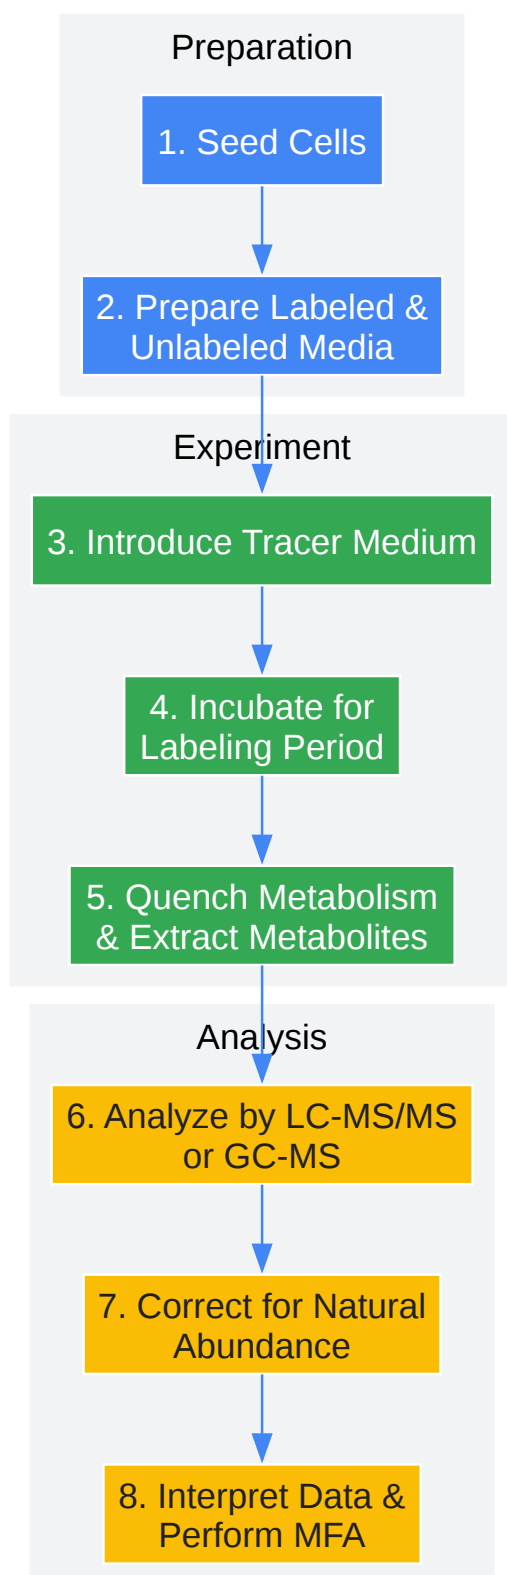 Preparation
1. Seed Cells
2. Prepare Labeled &
Unlabeled Media
Experiment
3. Introduce Tracer Medium
4. Incubate for
Labeling Period
5. Quench Metabolism
& Extract Metabolites
Analysis
6. Analyze by LC-MS/MS
or GC-MS
7. Correct for Natural
Abundance
8. Interpret Data &
Perform MFA